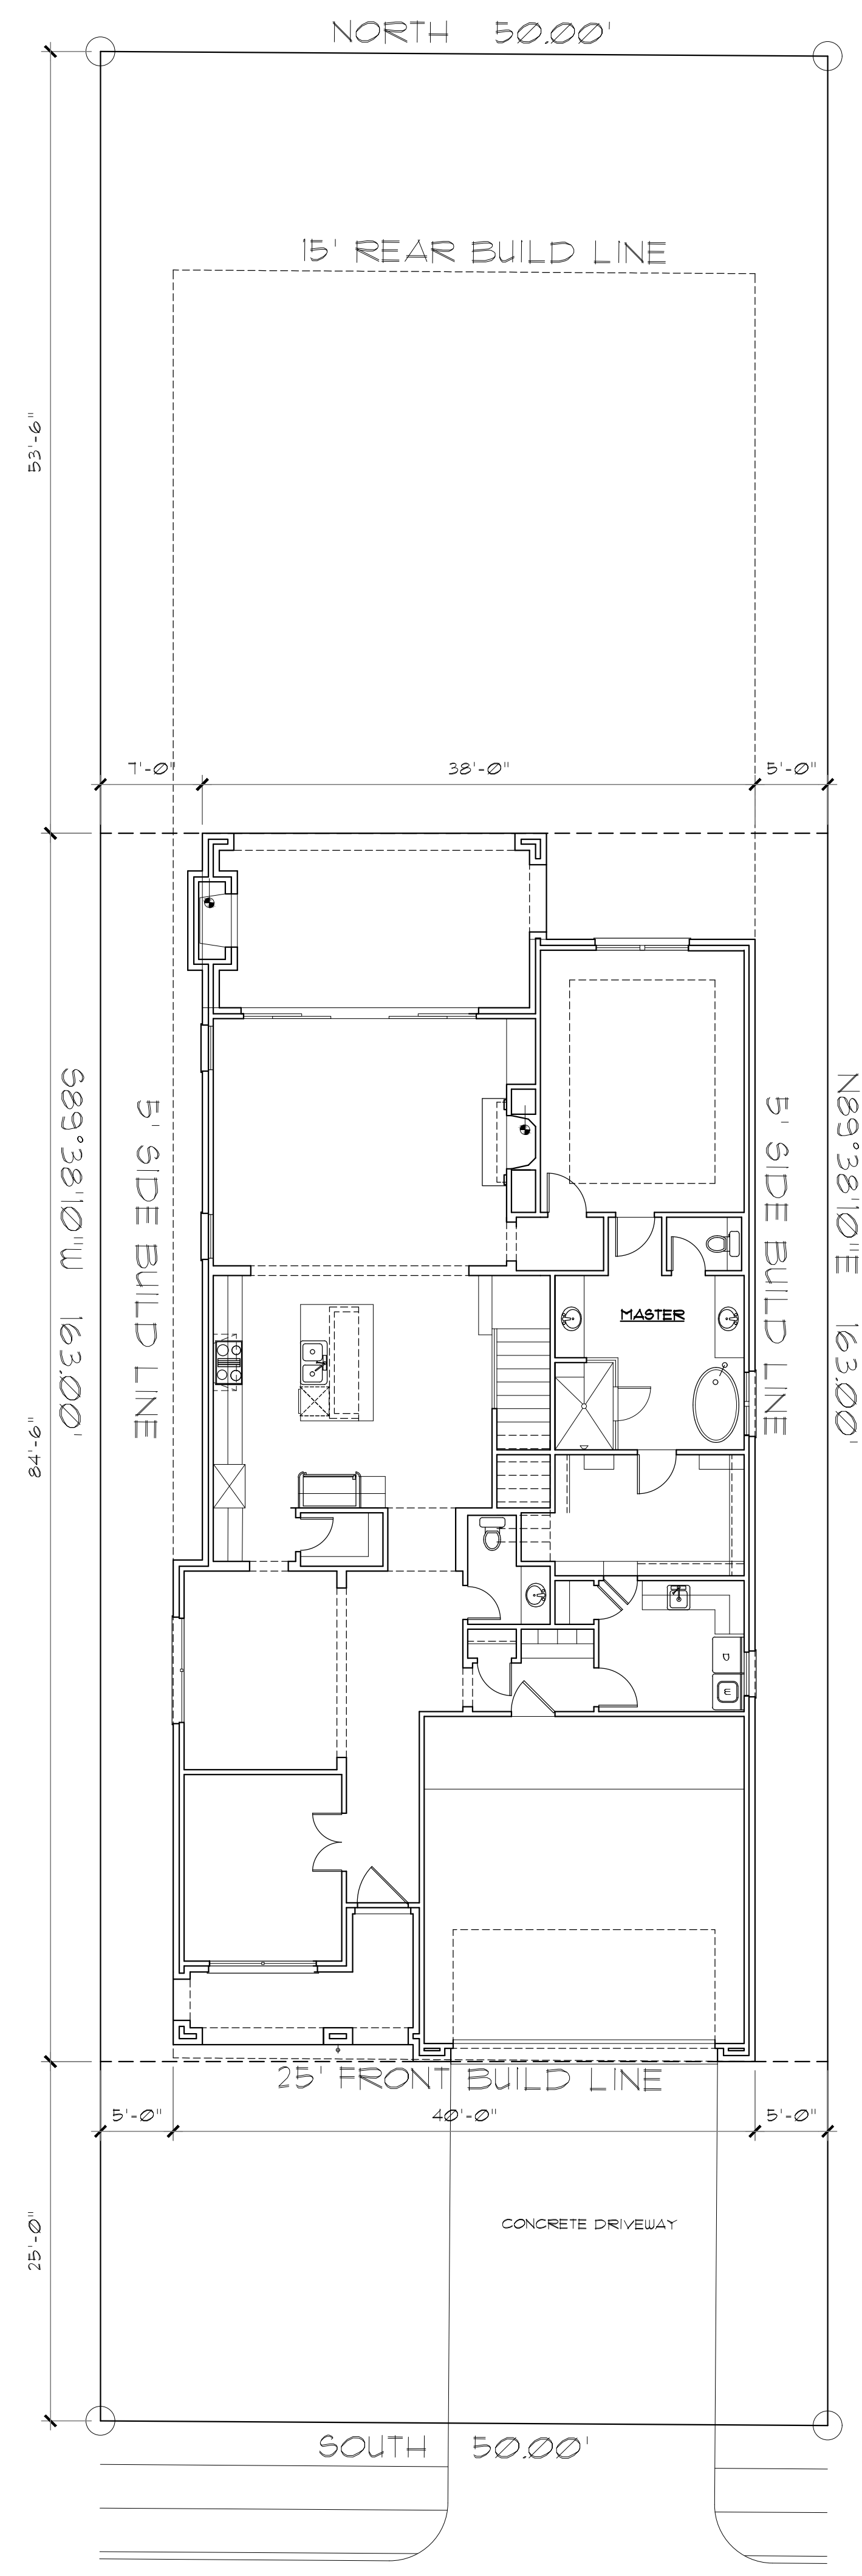 NORTH 50.00'
15' REAR BUILD LINE
53'-6"
7'-0"
38'-0"
5'-0"
S89°38'10"W 163.00'
5' SIDE BUILD LINE
MASTER
5' SIDE BUILD LINE
N89°38'10"E 163.00'
84'-6"
D
W
25' FRONT BUILD LINE
5'-0"
40'-0"
5'-0"
CONCRETE DRIVEWAY
25'-0"
SOUTH 50.00'